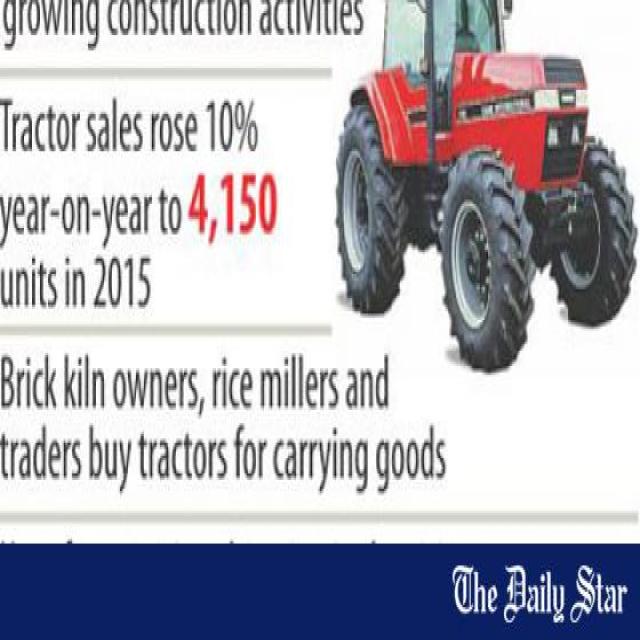 growing construction activities
Tractor sales rose 10%
year-on-year to 4,150
units in 2015
Brick kiln owners, rice millers and
traders buy tractors for carrying goods
The Daily Star